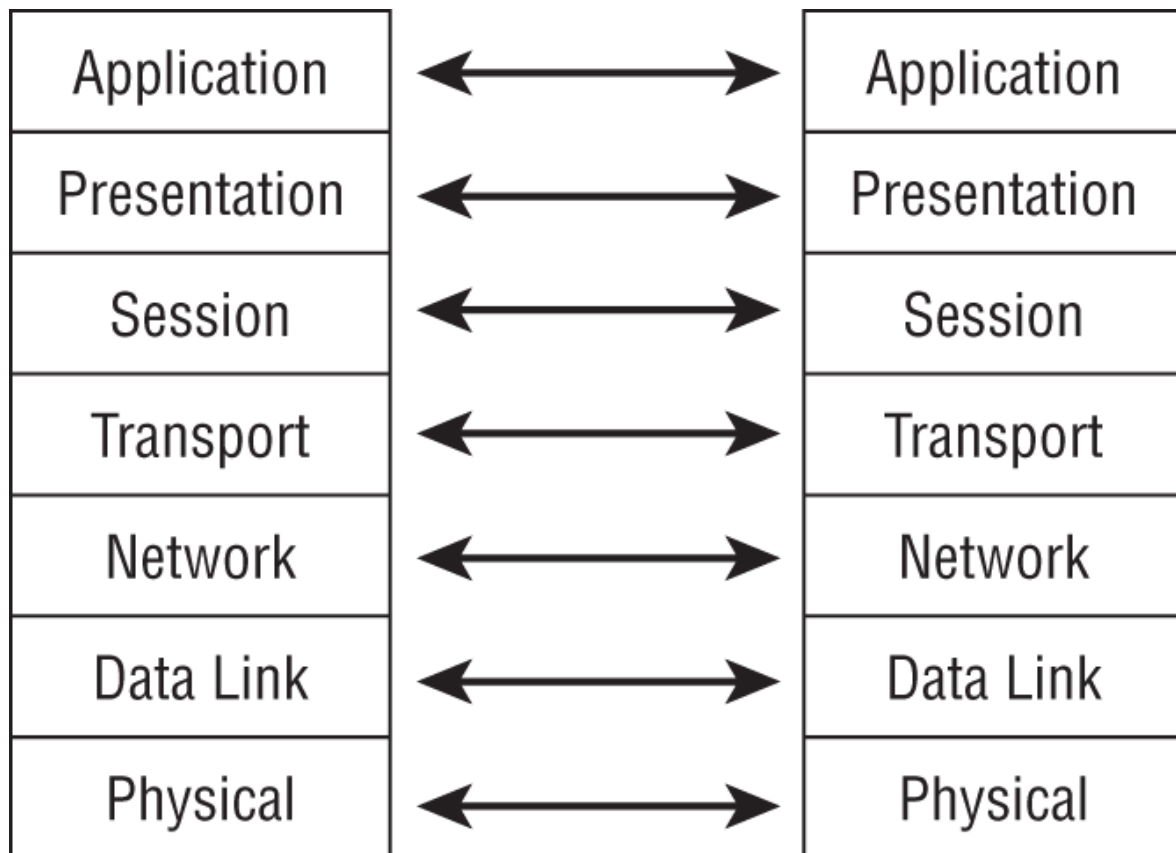 Application
Application
Presentation
Presentation
Session
Session
Transport
Transport
Network
Network
Data Link
Data Link
Physical
Physical